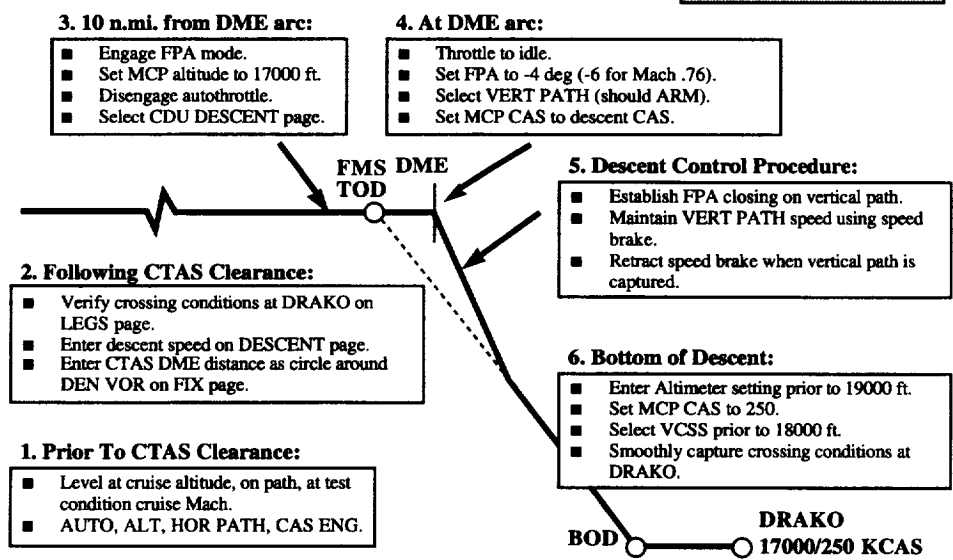 3. 10 n.mi. from DME arc:
■ Engage FPA mode.
■ Set MCP altitude to 17000 ft.
■ Disengage autothrottle.
■ Select CDU DESCENT page.
4. At DME arc:
■ Throttle to idle.
■ Set FPA to -4 deg (-6 for Mach .76).
■ Select VERT PATH (should ARM).
■ Set MCP CAS to descent CAS.
FMS DME
TOD
5. Descent Control Procedure:
■ Establish FPA closing on vertical path.
■ Maintain VERT PATH speed using speed
brake.
■ Retract speed brake when vertical path is
captured.
2. Following CTAS Clearance:
■ Verify crossing conditions at DRAKO on
LEGS page.
■ Enter descent speed on DESCENT page.
■ Enter CTAS DME distance as circle around
DEN VOR on FIX page.
6. Bottom of Descent:
■ Enter Altimeter setting prior to 19000 ft.
■ Set MCP CAS to 250.
■ Select VCSS prior to 18000 ft.
■ Smoothly capture crossing conditions at
DRAKO.
1. Prior To CTAS Clearance:
■ Level at cruise altitude, on path, at test
condition cruise Mach.
■ AUTO, ALT, HOR PATH, CAS ENG.
BOD
DRAKO
17000/250 KCAS